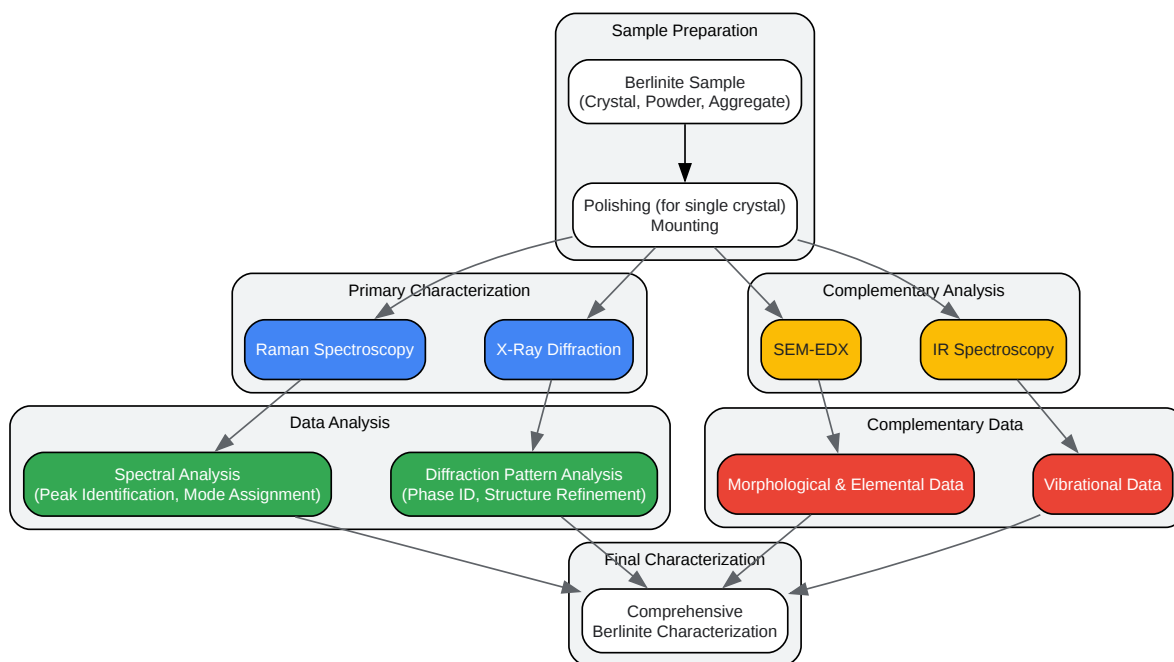 Sample Preparation
Berlinite Sample
(Crystal, Powder, Aggregate)
Polishing (for single crystal)
Mounting
Primary Characterization
Complementary Analysis
Raman Spectroscopy
X-Ray Diffraction
SEM-EDX
IR Spectroscopy
Data Analysis
Complementary Data
Spectral Analysis
(Peak Identification, Mode Assignment)
Diffraction Pattern Analysis
(Phase ID, Structure Refinement)
Morphological & Elemental Data
Vibrational Data
Final Characterization
Comprehensive
Berlinite Characterization